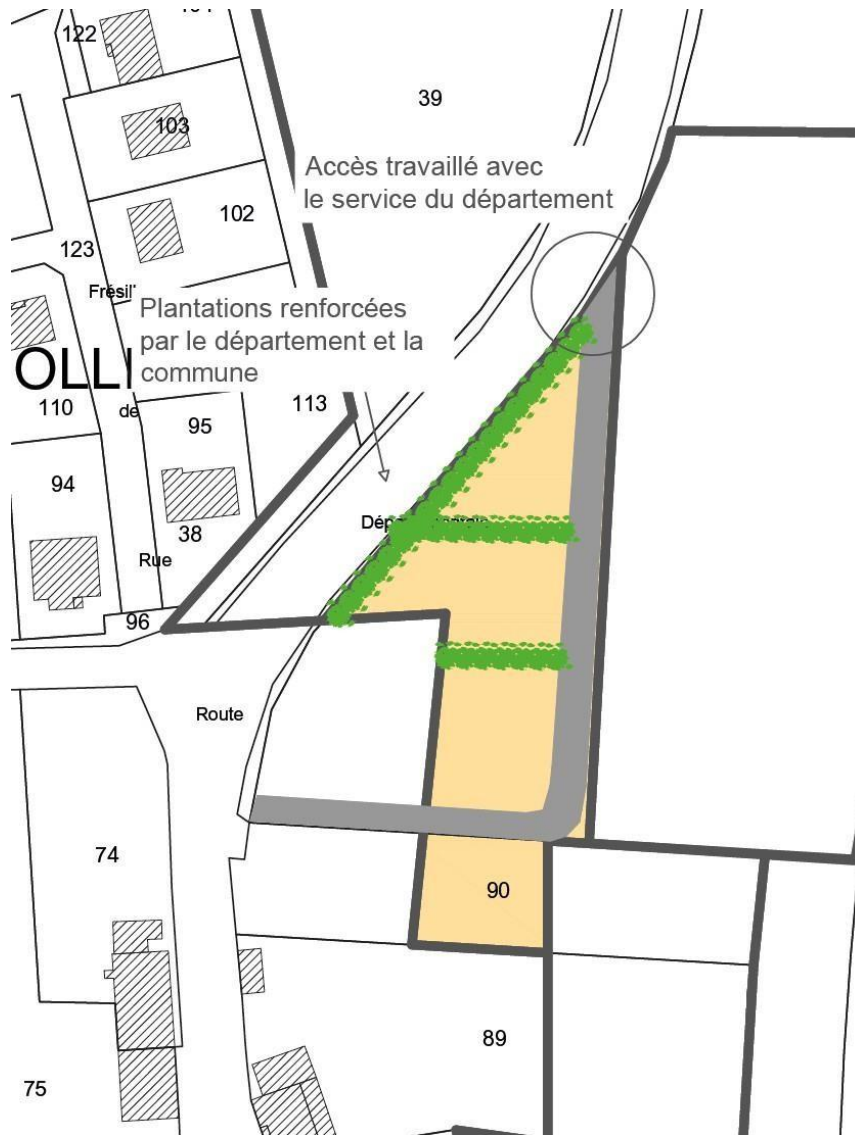 122
103
39
Accès travaillé avec
le service du département
102
123
Plantations renforcées
par le département et la
commune
OLLI
de
110
113
95
94
38
Rue
96
Route
74
90
89
75